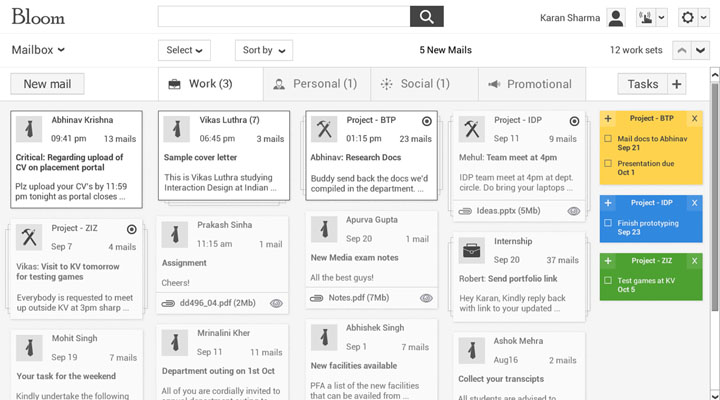 Bloom
Karan Sharma
Mailbox
Select
Sort by
5 New Mails
12 work sets
New mail
Work (3)
Personal (1)
Social (1)
Promotional
Tasks +
Abhinav Krishna
09:41 pm 13 mails
Critical: Regarding upload of
CV on placement portal
Plz upload your CV's by 11:59
pm tonight as portal closes ...
Project - ZIZ
Sep 7 4 mails
Vikas: Visit to KV tomorrow
for testing games
Everybody is requested to meet
up outside KV at 3pm sharp ...
Mohit Singh
Sep 19 7 mails
Your task for the weekend
Kindly undertake the following
Vikas Luthra (7)
06:45 pm 3 mails
Sample cover letter
This is Vikas Luthra studying
Interaction Design at Indian ...
Prakash Sinha
11:15 am 1 mail
Assignment
Cheers!
dd496_04.pdf (2Mb)
Mrinalini Kher
Sep 11 11 mails
Department outing on 1st Oct
All of you are cordially invited to
annual department outing to
Project - BTP
01:15 pm 23 mails
Abhinav: Research Docs
Buddy send back the docs we'd
compiled in the department. ...
Apurva Gupta
Sep 20 1 mail
New Media exam notes
All the best guys!
Notes.pdf (7Mb)
Abhishek Singh
Sep 1 7 mails
New facilities available
PFA a list of the new facilities
that can be availed from ...
Project - IDP
Sep 11 9 mails
Mehul: Team meet at 4pm
IDP team meet at 4pm at dept.
circle. Do bring your laptops ...
Ideas.pptx (5Mb)
Internship
Sep 20 37 mails
Robert: Send portfolio link
Hey Karan, Kindly reply back
with link to your updated ...
Ashok Mehra
Aug16 2 mails
Collect your transcipts
All students are advised to
+ Project - BTP X
Mail docs to Abhinav
Sep 21
Presentation due
Oct 1
+ Project - IDP X
Finish prototyping
Sep 23
+ Project - ZIZ X
Test games at KV
Oct 5